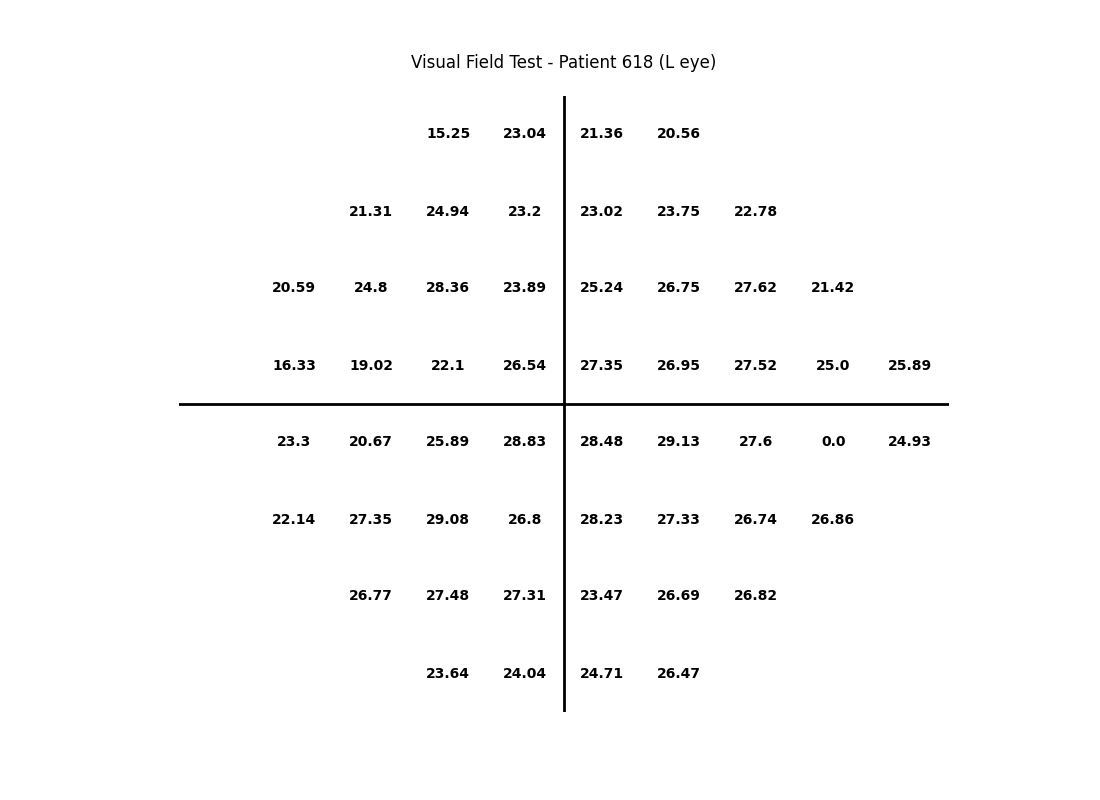 Visual Field Test - Patient 618 (L eye)
15.25 23.04 21.36 20.56
21.31 24.94 23.2 23.02 23.75 22.78
20.59 24.8 28.36 23.89 25.24 26.75 27.62 21.42
16.33 19.02 22.1 26.54 27.35 26.95 27.52 25.0 25.89
23.3 20.67 25.89 28.83 28.48 29.13 27.6 0.0 24.93
22.14 27.35 29.08 26.8 28.23 27.33 26.74 26.86
26.77 27.48 27.31 23.47 26.69 26.82
23.64 24.04 24.71 26.47